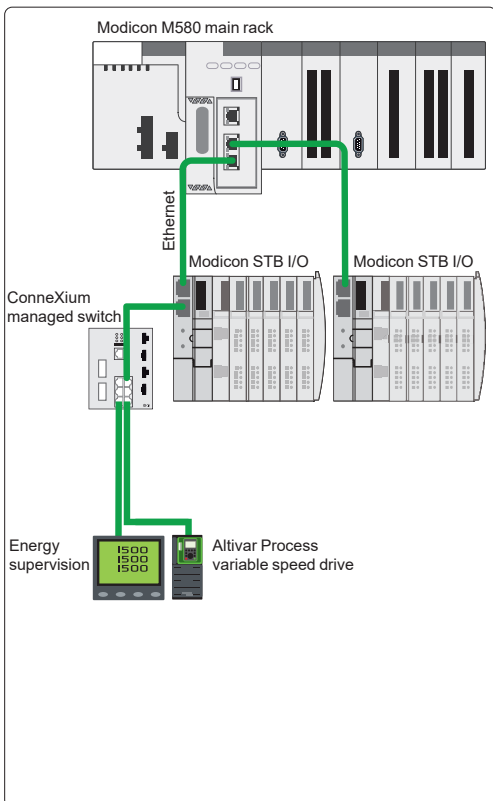 Modicon M580 main rack
Ethernet
Modicon STB I/O
Modicon STB I/O
ConneXium
managed switch
1500
1500
1500
Energy
supervision
Altivar Process
variable speed drive